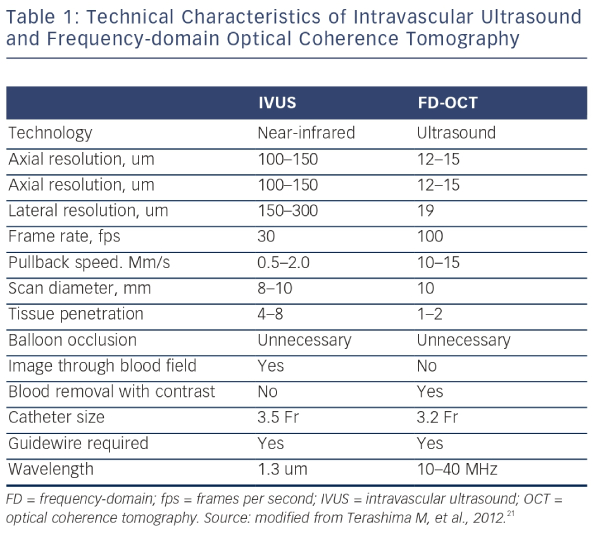 Table 1: Technical Characteristics of Intravascular Ultrasound
and Frequency-domain Optical Coherence Tomography
IVUS FD-OCT
Technology Near-infrared Ultrasound
Axial resolution, um 100–150 12–15
Axial resolution, um 100–150 12–15
Lateral resolution, um 150–300 19
Frame rate, fps 30 100
Pullback speed. Mm/s 0.5–2.0 10–15
Scan diameter, mm 8–10 10
Tissue penetration 4–8 1–2
Balloon occlusion Unnecessary Unnecessary
Image through blood field Yes No
Blood removal with contrast No Yes
Catheter size 3.5 Fr 3.2 Fr
Guidewire required Yes Yes
Wavelength 1.3 um 10–40 MHz
FD = frequency-domain; fps = frames per second; IVUS = intravascular ultrasound; OCT =
optical coherence tomography. Source: modified from Terashima M, et al., 2012.21